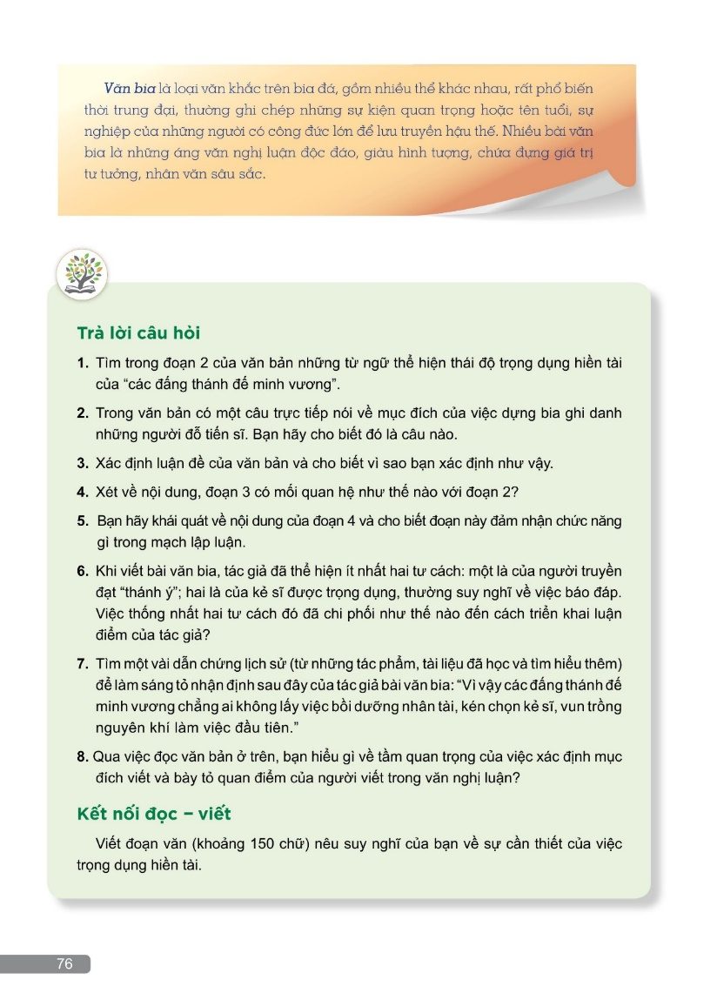 Văn bia là loại văn khắc trên bia đá, gồm nhiều thể khác nhau, rất phổ biến
thời trung đại, thường ghi chép những sự kiện quan trọng hoặc tên tuổi, sự
nghiệp của những người có công đức lớn để lưu truyền hậu thế. Nhiều bài văn
bia là những áng văn nghị luận độc đáo, giàu hình tượng, chứa đựng giá trị
tư tưởng, nhân văn sâu sắc.
Trả lời câu hỏi
1. Tìm trong đoạn 2 của văn bản những từ ngữ thể hiện thái độ trọng dụng hiền tài
của “các đấng thánh đế minh vương”.
2. Trong văn bản có một câu trực tiếp nói về mục đích của việc dựng bia ghi danh
những người đỗ tiến sĩ. Bạn hãy cho biết đó là câu nào.
3. Xác định luận đề của văn bản và cho biết vì sao bạn xác định như vậy.
4. Xét về nội dung, đoạn 3 có mối quan hệ như thế nào với đoạn 2?
5. Bạn hãy khái quát về nội dung của đoạn 4 và cho biết đoạn này đảm nhận chức năng
gì trong mạch lập luận.
6. Khi viết bài văn bia, tác giả đã thể hiện ít nhất hai tư cách: một là của người truyền
đạt “thánh ý”; hai là của kẻ sĩ được trọng dụng, thường suy nghĩ về việc báo đáp.
Việc thống nhất hai tư cách đó đã chi phối như thế nào đến cách triển khai luận
điểm của tác giả?
7. Tìm một vài dẫn chứng lịch sử (từ những tác phẩm, tài liệu đã học và tìm hiểu thêm)
để làm sáng tỏ nhận định sau đây của tác giả bài văn bia: “Vì vậy các đấng thánh đế
minh vương chẳng ai không lấy việc bồi dưỡng nhân tài, kén chọn kẻ sĩ, vun trồng
nguyên khí làm việc đầu tiên.”
8. Qua việc đọc văn bản ở trên, bạn hiểu gì về tầm quan trọng của việc xác định mục
đích viết và bày tỏ quan điểm của người viết trong văn nghị luận?
Kết nối đọc – viết
Viết đoạn văn (khoảng 150 chữ) nêu suy nghĩ của bạn về sự cần thiết của việc
trọng dụng hiền tài.
76